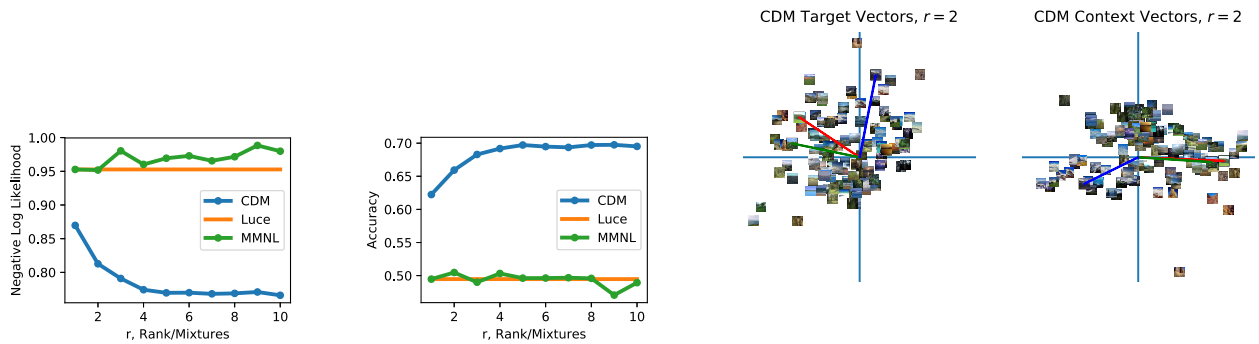 1.00
0.95
0.90
0.85
0.80
Negative Log Likelihood
2 4 6 8 10
r, Rank/Mixtures
CDM
Luce
MMNL
0.70
0.65
0.60
0.55
0.50
Accuracy
2 4 6 8 10
r, Rank/Mixtures
CDM
Luce
MMNL
CDM Target Vectors, r = 2
CDM Context Vectors, r = 2